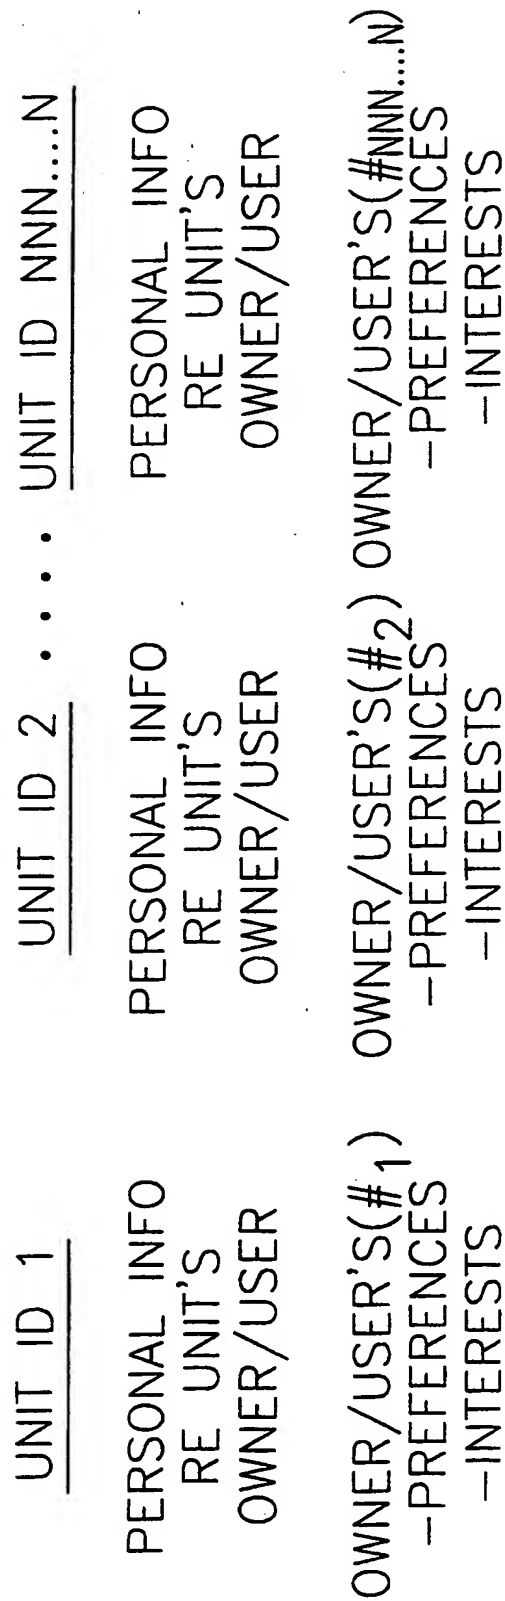 UNIT ID 1
PERSONAL INFO
RE UNIT'S
OWNER/USER
OWNER/USER'S(#1)
-PREFERENCES
-INTERESTS
UNIT ID 2 ....
PERSONAL INFO
RE UNIT'S
OWNER/USER
OWNER/USER'S(#2)
-PREFERENCES
-INTERESTS
UNIT ID NNN....N
PERSONAL INFO
RE UNIT'S
OWNER/USER
OWNER/USER'S(#NNN....N)
-PREFERENCES
-INTERESTS